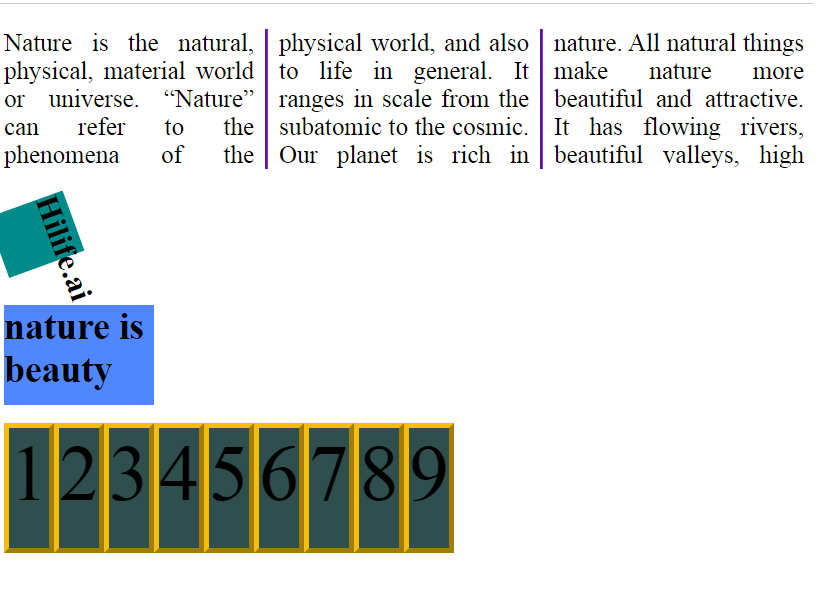 Nature is the natural,
physical, material world
or universe. “Nature”
can refer to the
phenomena of the
physical world, and also
to life in general. It
ranges in scale from the
subatomic to the cosmic.
Our planet is rich in
nature. All natural things
make nature more
beautiful and attractive.
It has flowing rivers,
beautiful valleys, high
Hilife.ai
nature is
beauty
1 2 3 4 5 6 7 8 9